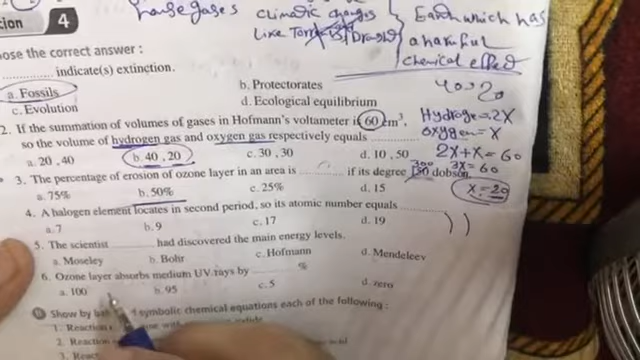 gases climatic changes Earth which has
4 Like a harmful
chemical effect
ose the correct answer :
indicate(s) extinction.
a. Fossils b. Protectorates
c. Evolution d. Ecological equilibrium
2. If the summation of volumes of gases in Hofmann's voltameter is 60 cm³,
so the volume of hydrogen gas and oxygen gas respectively equals
a. 20 , 40 b. 40 , 20 c. 30 , 30 d. 10 , 50
Hydroge = 2X
oxygen = X
2X + X = 60
3X = 60
X = 20
3. The percentage of erosion of ozone layer in an area is if its degree dobson.
300
a. 75% b. 50% c. 25% d. 15
4. A halogen element locates in second period, so its atomic number equals
a. 7 b. 9 c. 17 d. 19
5. The scientist had discovered the main energy levels.
a. Moseley b. Bohr c. Hofmann d. Mendeleev
6. Ozone layer absorbs medium UV rays by %
a. 100 b. 95 c. 5 d. zero
Show by symbolic chemical equations each of the following :
1. Reaction
2. Reaction
3.